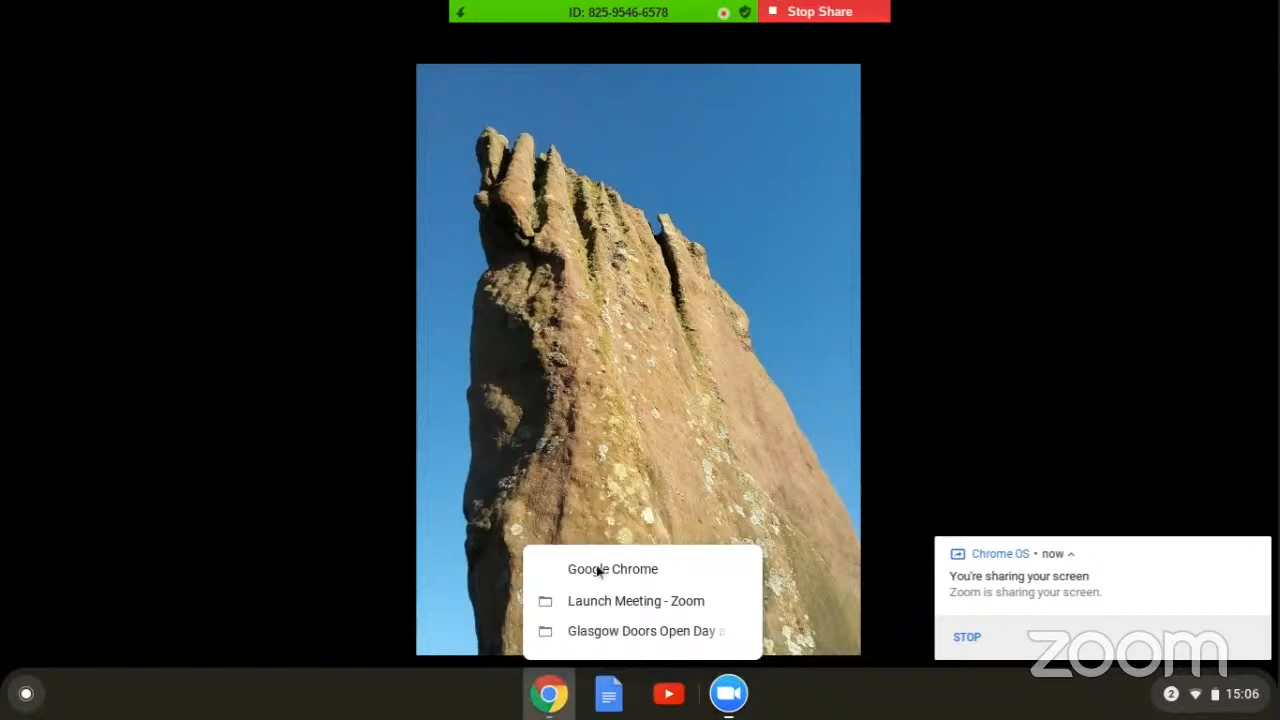 ID: 825-9546-6578
Stop Share
Google Chrome
Launch Meeting - Zoom
Glasgow Doors Open Day a
Chrome OS • now
You're sharing your screen
Zoom is sharing your screen.
STOP
zoom
2
15:06